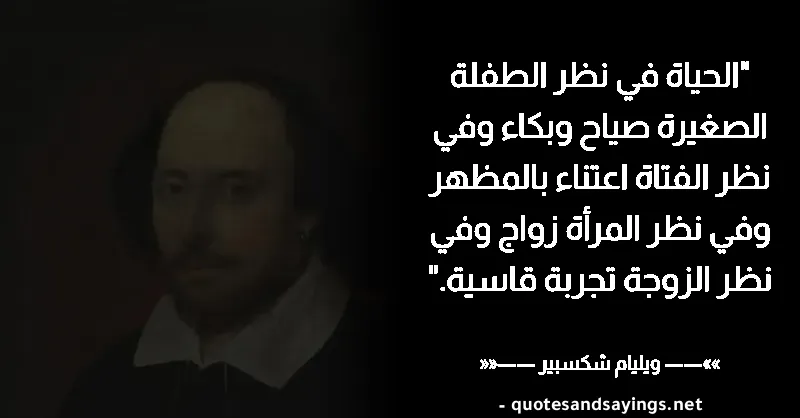 "الحياة في نظر الطفلة
الصغيرة صياح وبكاء وفي
نظر الفتاة اعتناء بالمظهر
وفي نظر المرأة زواج وفي
نظر الزوجة تجربة قاسية."
»»—— ويليام شكسبير ——««
- quotesandsayings.net